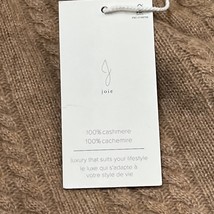 J
joie
100% cashmere
100% cachemire
luxury that suits your lifestyle
le luxe qui s'adapte à
votre style de vie